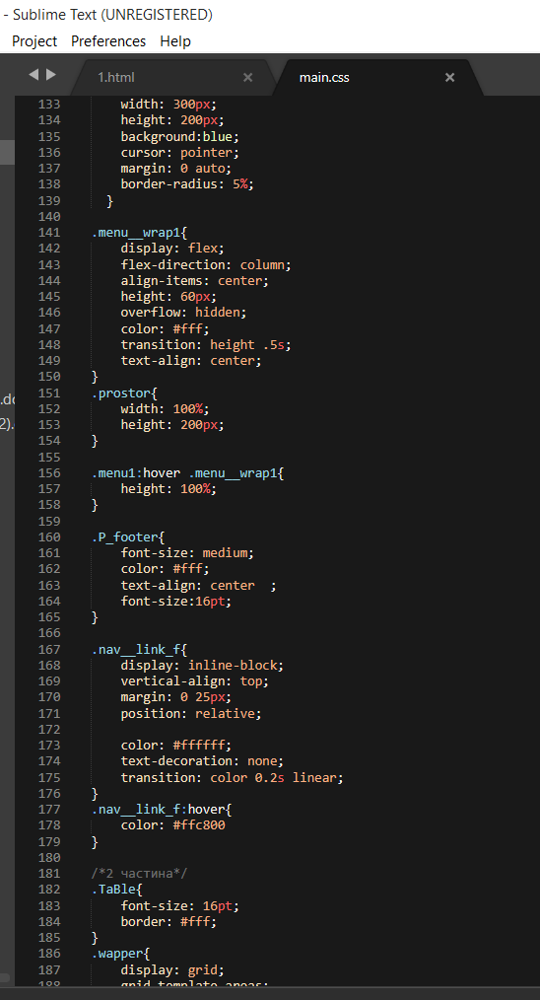 - Sublime Text (UNREGISTERED)
Project Preferences Help
1.html × main.css ×
133 width: 300px;
134 height: 200px;
135 background:blue;
136 cursor: pointer;
137 margin: 0 auto;
138 border-radius: 5%;
139 }
140
141 .menu__wrap1{
142 display: flex;
143 flex-direction: column;
144 align-items: center;
145 height: 60px;
146 overflow: hidden;
147 color: #fff;
148 transition: height .5s;
149 text-align: center;
150 }
151 .prostor{
152 width: 100%;
153 height: 200px;
154 }
155
156 .menu1:hover .menu__wrap1{
157 height: 100%;
158 }
159
160 .P_footer{
161 font-size: medium;
162 color: #fff;
163 text-align: center  ;
164 font-size:16pt;
165 }
166
167 .nav__link_f{
168 display: inline-block;
169 vertical-align: top;
170 margin: 0 25px;
171 position: relative;
172
173 color: #ffffff;
174 text-decoration: none;
175 transition: color 0.2s linear;
176 }
177 .nav__link_f:hover{
178 color: #ffc800
179 }
180
181 /*2 частина*/
182 .TaBle{
183 font-size: 16pt;
184 border: #fff;
185 }
186 .wapper{
187 display: grid;
188 grid-template-areas: